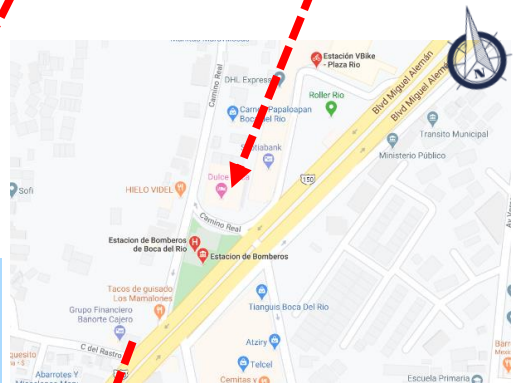 Estación VBike
- Plaza Rio
DHL Express
Camino Real
Roller Rio
Blvd Miguel Alemán
Blvd Miguel Alemán
Boca del Rio
Transito Municipal
Scotiabank
Ministerio Público
150
Sofi
HIELO VIDEL
Camino Real
Estacion de Bomberos
de Boca del Rio
Estacion de Bomberos
Tacos de guisado
Los Mamalones
Tianguis Boca Del Rio
Grupo Financiero
Banorte Cajero
C del Rastro
Atziry
Telcel
Abarrotes Y
Cemitas y
Escuela Primaria
N